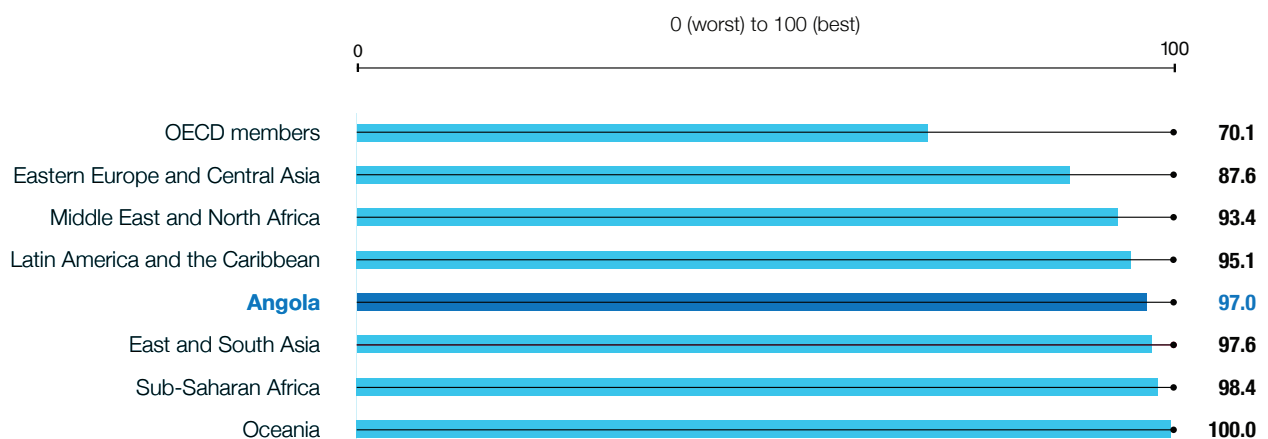 0 (worst) to 100 (best)
0 100
OECD members 70.1
Eastern Europe and Central Asia 87.6
Middle East and North Africa 93.4
Latin America and the Caribbean 95.1
Angola 97.0
East and South Asia 97.6
Sub-Saharan Africa 98.4
Oceania 100.0